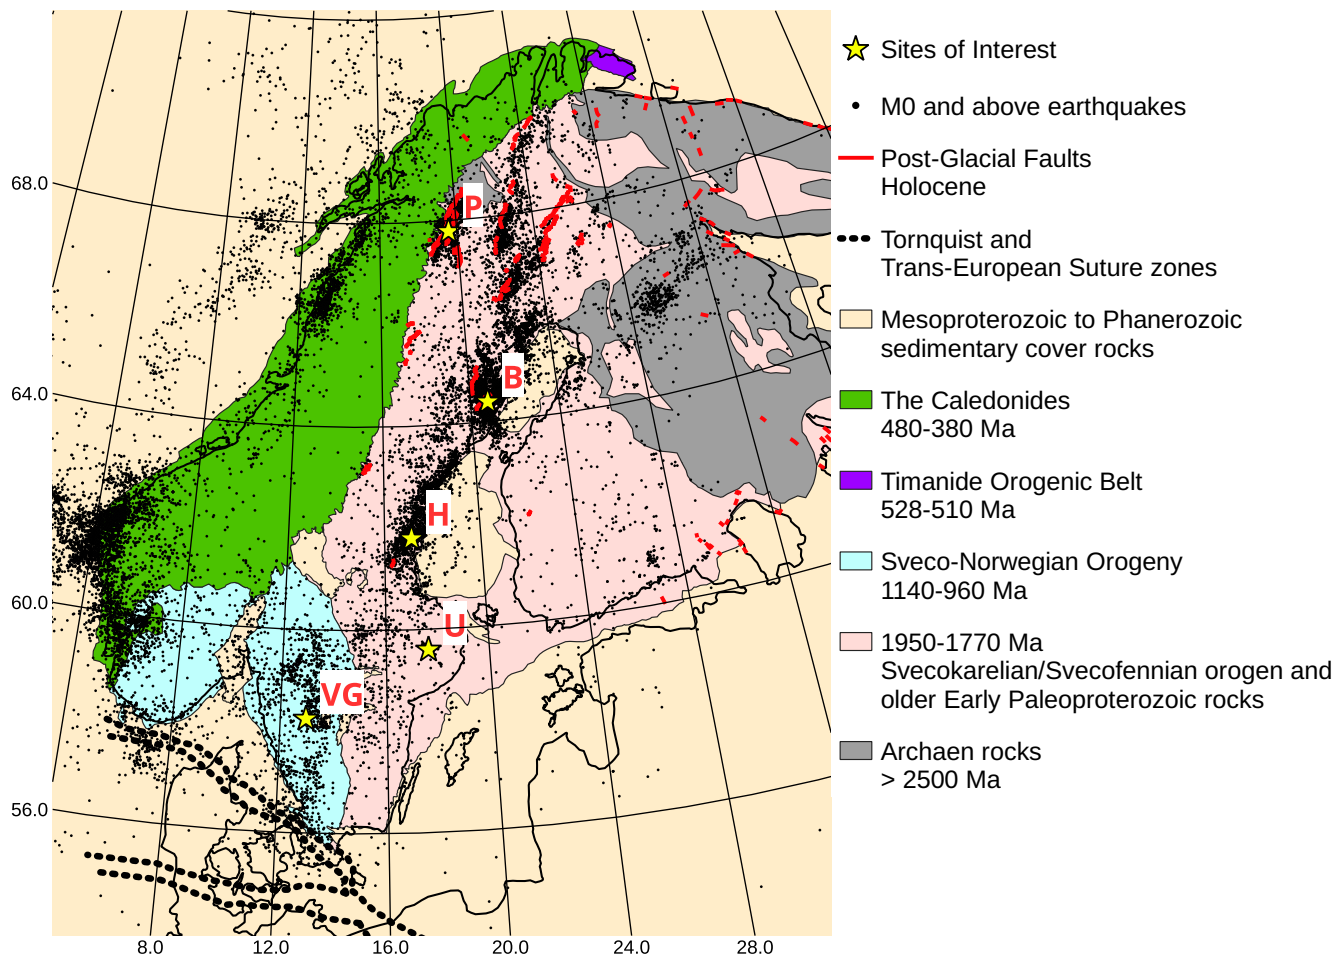 Sites of Interest
M0 and above earthquakes
Post-Glacial Faults
Holocene
Tornquist and
Trans-European Suture zones
Mesoproterozoic to Phanerozoic
sedimentary cover rocks
The Caledonides
480-380 Ma
Timanide Orogenic Belt
528-510 Ma
Sveco-Norwegian Orogeny
1140-960 Ma
1950-1770 Ma
Svecokarelian/Svecofennian orogen and
older Early Paleoproterozoic rocks
Archaen rocks
> 2500 Ma
P
B
H
U
VG
68.0
64.0
60.0
56.0
8.0 12.0 16.0 20.0 24.0 28.0